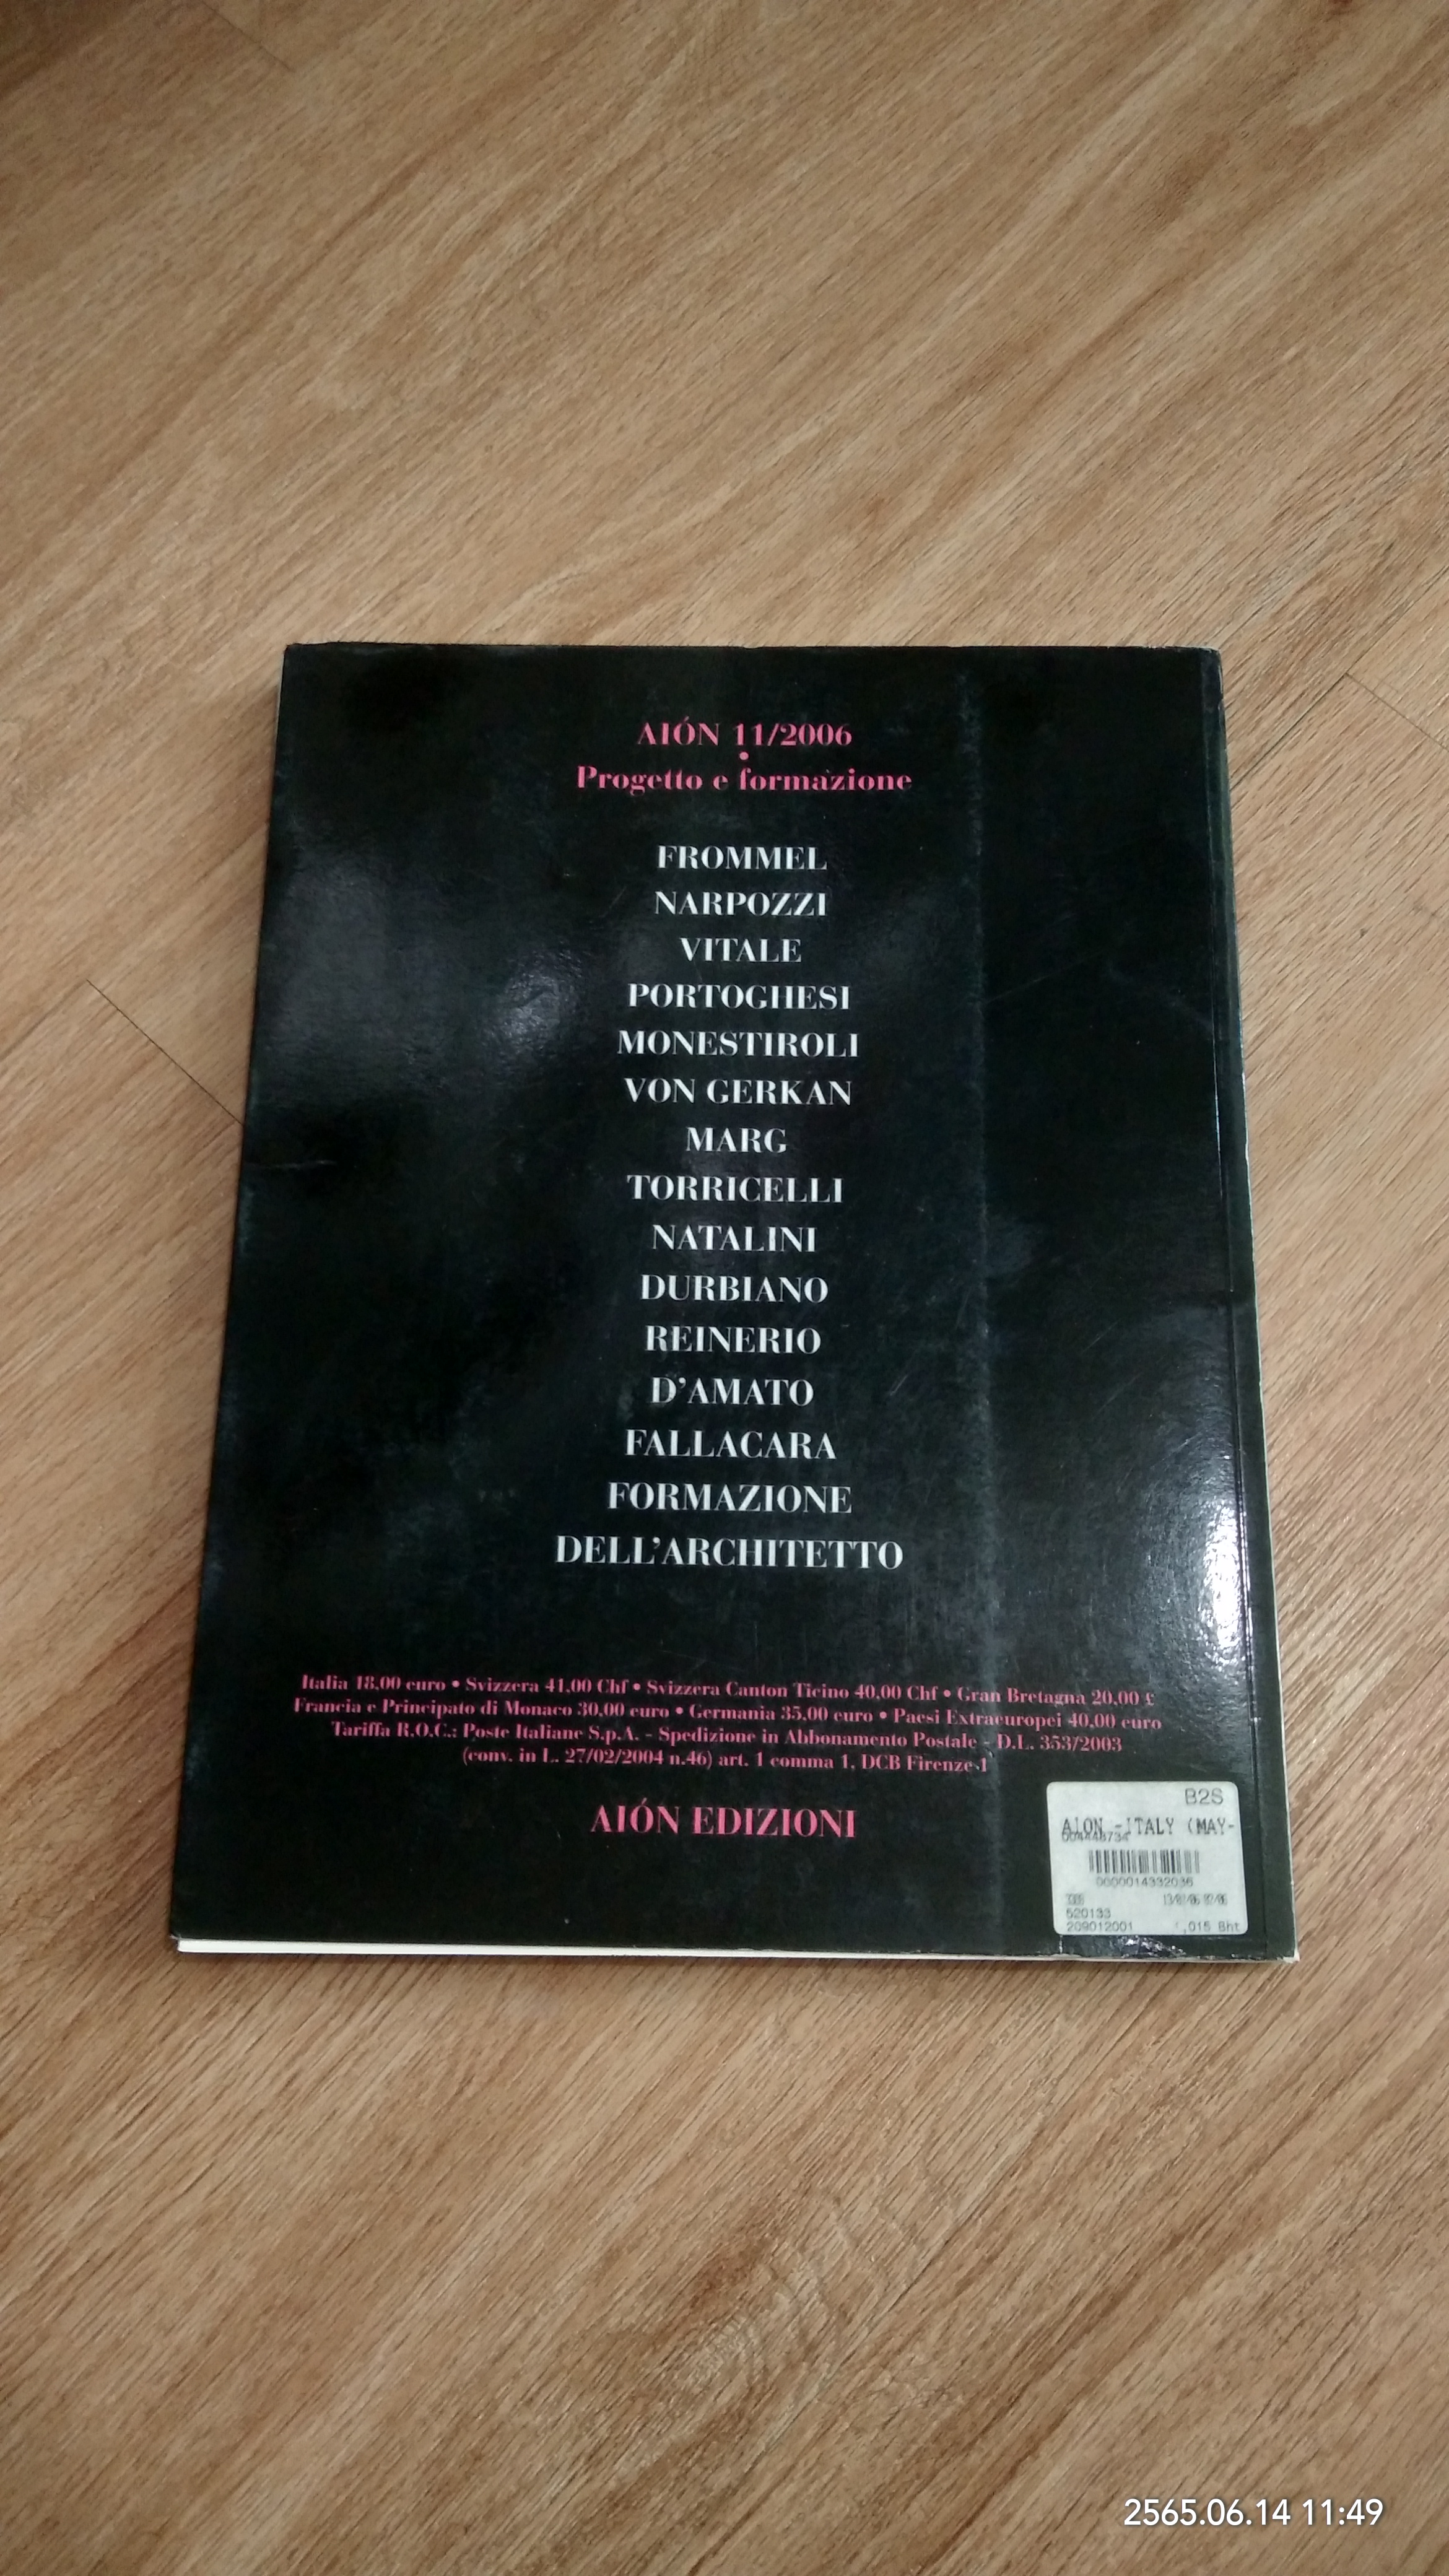 AIÓN 11/2006
•
Progetto e formazione
FROMMEL
NARPOZZI
VITALE
PORTOGHESI
MONESTIROLI
VON GERKAN
MARG
TORRICELLI
NATALINI
DURBIANO
REINERIO
D'AMATO
FALLACARA
FORMAZIONE
DELL'ARCHITETTO
Italia 18,00 euro • Svizzera 41,00 Chf • Svizzera Canton Ticino 40,00 Chf • Gran Bretagna 20,00 £
Francia e Principato di Monaco 30,00 euro • Germania 35,00 euro • Paesi Extraeuropei 40,00 euro
Tariffa R.O.C.: Poste Italiane S.p.A. - Spedizione in Abbonamento Postale - D.L. 353/2003
(conv. in L. 27/02/2004 n.46) art. 1 comma 1, DCB Firenze 1
AIÓN EDIZIONI
B2S
AION -ITALY (MAY-
004448734
0000014332036
520133
209012001 ,015 Bht
2565.06.14 11:49